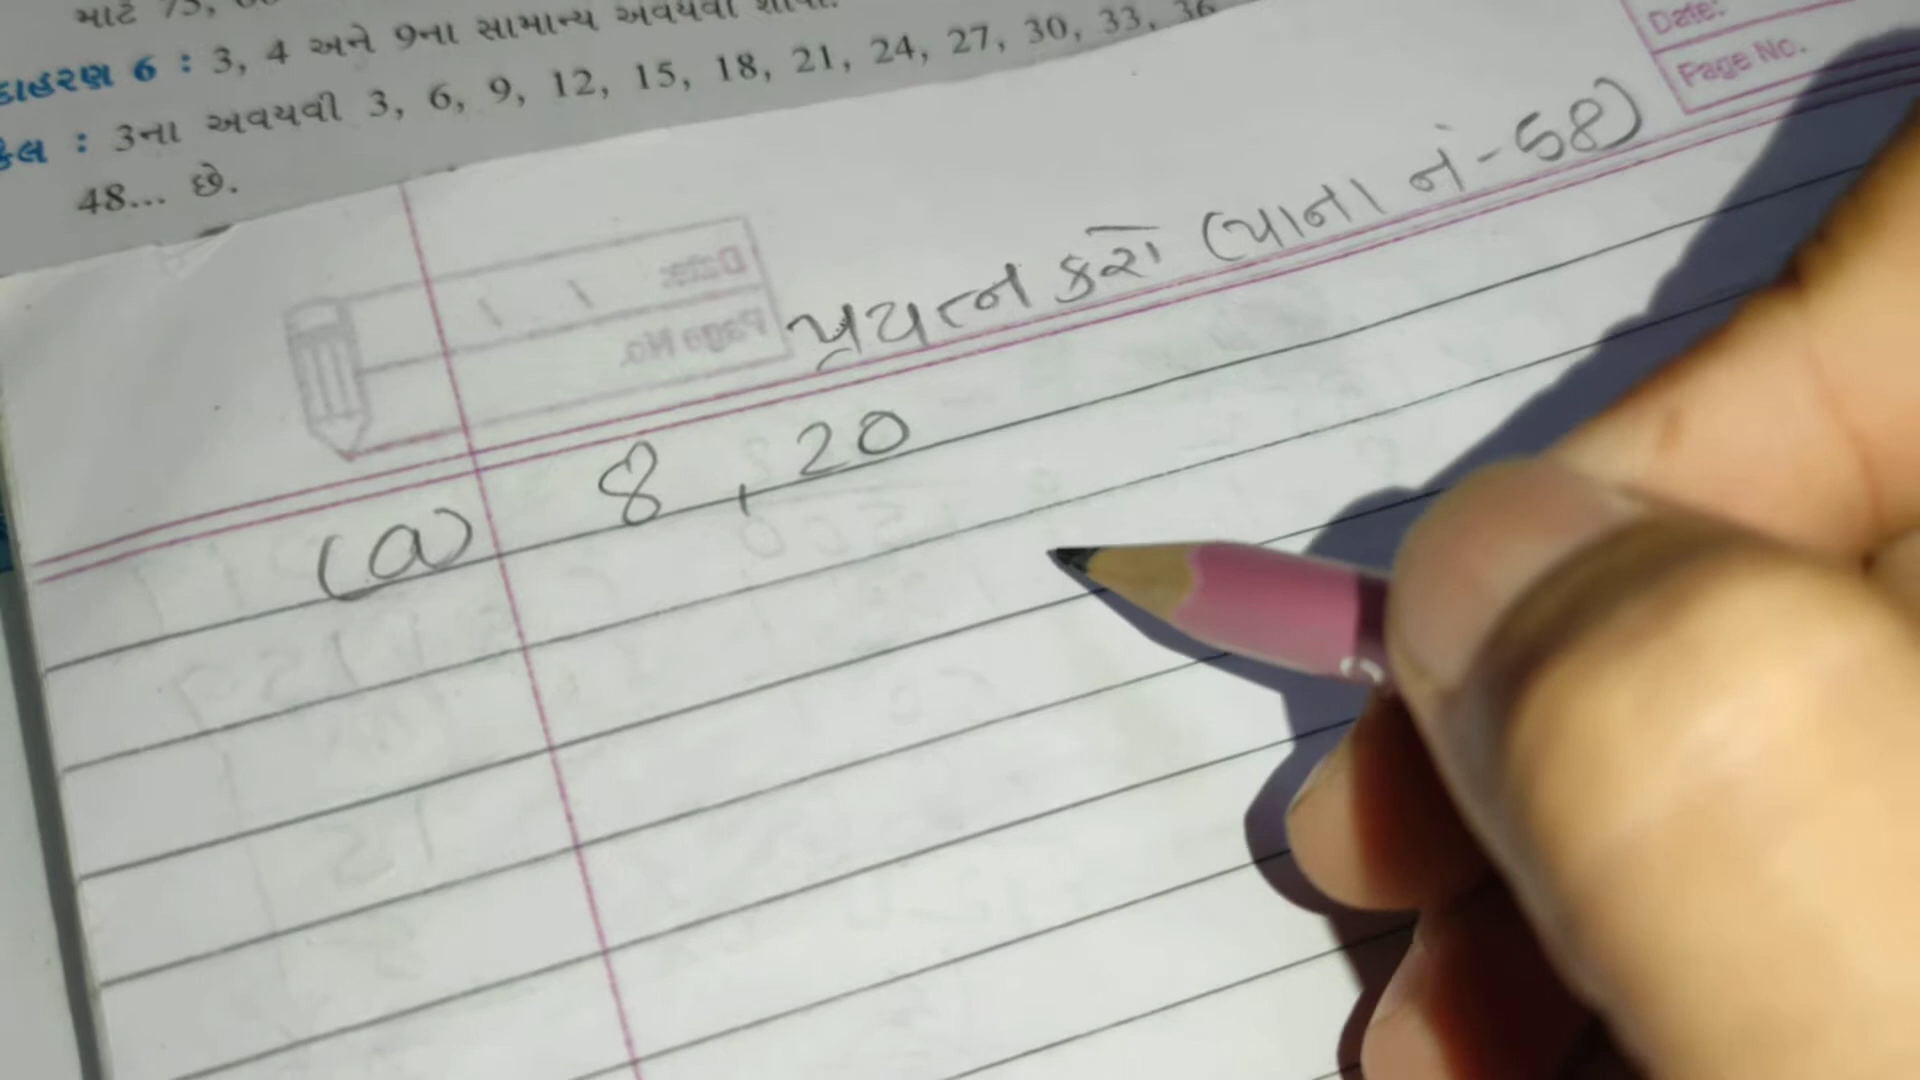 માટે 75,
ઉદાહરણ 6 : 3, 4 અને 9ના સામાન્ય અવયવી શોધો.
ઉકેલ : 3ના અવયવી 3, 6, 9, 12, 15, 18, 21, 24, 27, 30, 33, 36
48... છે.
Date:
Page No.
પ્રયત્ન કરો (પાના નં - 58)
Date:
Page No.
(a) 8 , 20